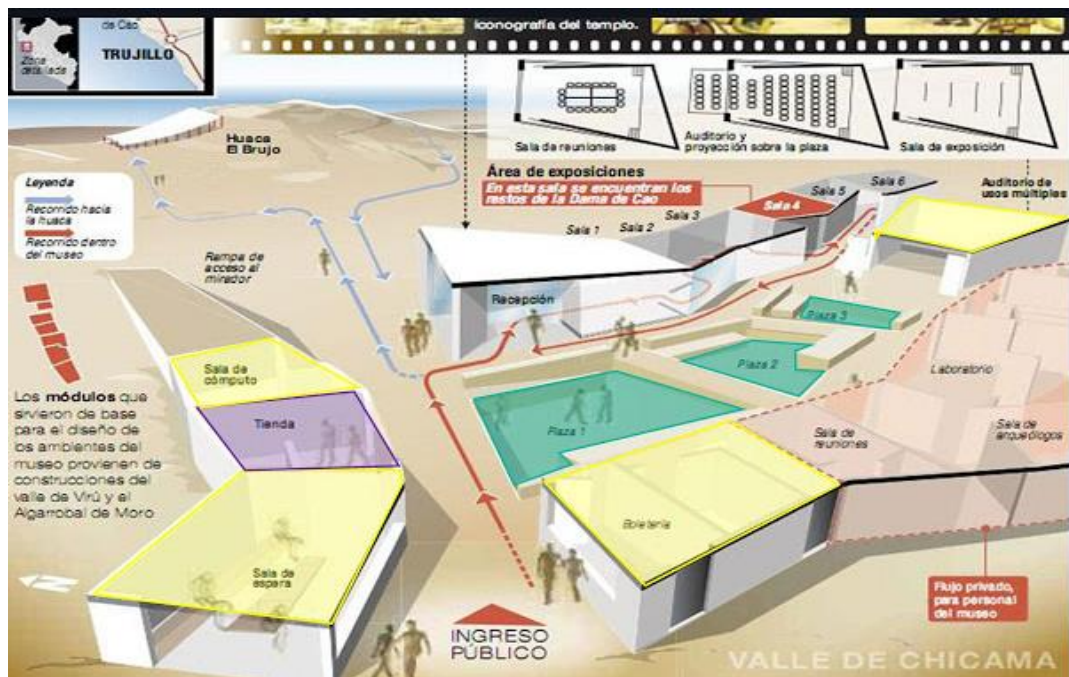 de Cao
TRUJILLO
Zona
detallada
iconografía del templo.
Sala de reuniones
Auditorio y
proyección sobre la plaza
Sala de exposición
Huaca
El Brujo
Leyenda
Recorrido hacia
la huaca
Recorrido dentro
del museo
Área de exposiciones
En esta sala se encuentran los
restos de la Dama de Cao
Sala 1
Sala 2
Sala 3
Sala 4
Sala 5
Sala 6
Auditorio de
usos múltiples
Rampa de
acceso al
mirador
Recepción
Plaza 3
Plaza 2
Plaza 1
Laboratorio
Sala de
reuniones
Sala de
arqueólogos
Sala de
cómputo
Tienda
Los módulos que
sirvieron de base
para el diseño de
los ambientes del
museo provienen de
construcciones del
valle de Virú y el
Algarrobal de Moro
Sala de
espera
Boletería
N
INGRESO
PÚBLICO
Flujo privado,
para personal
del museo
VALLE DE CHICAMA